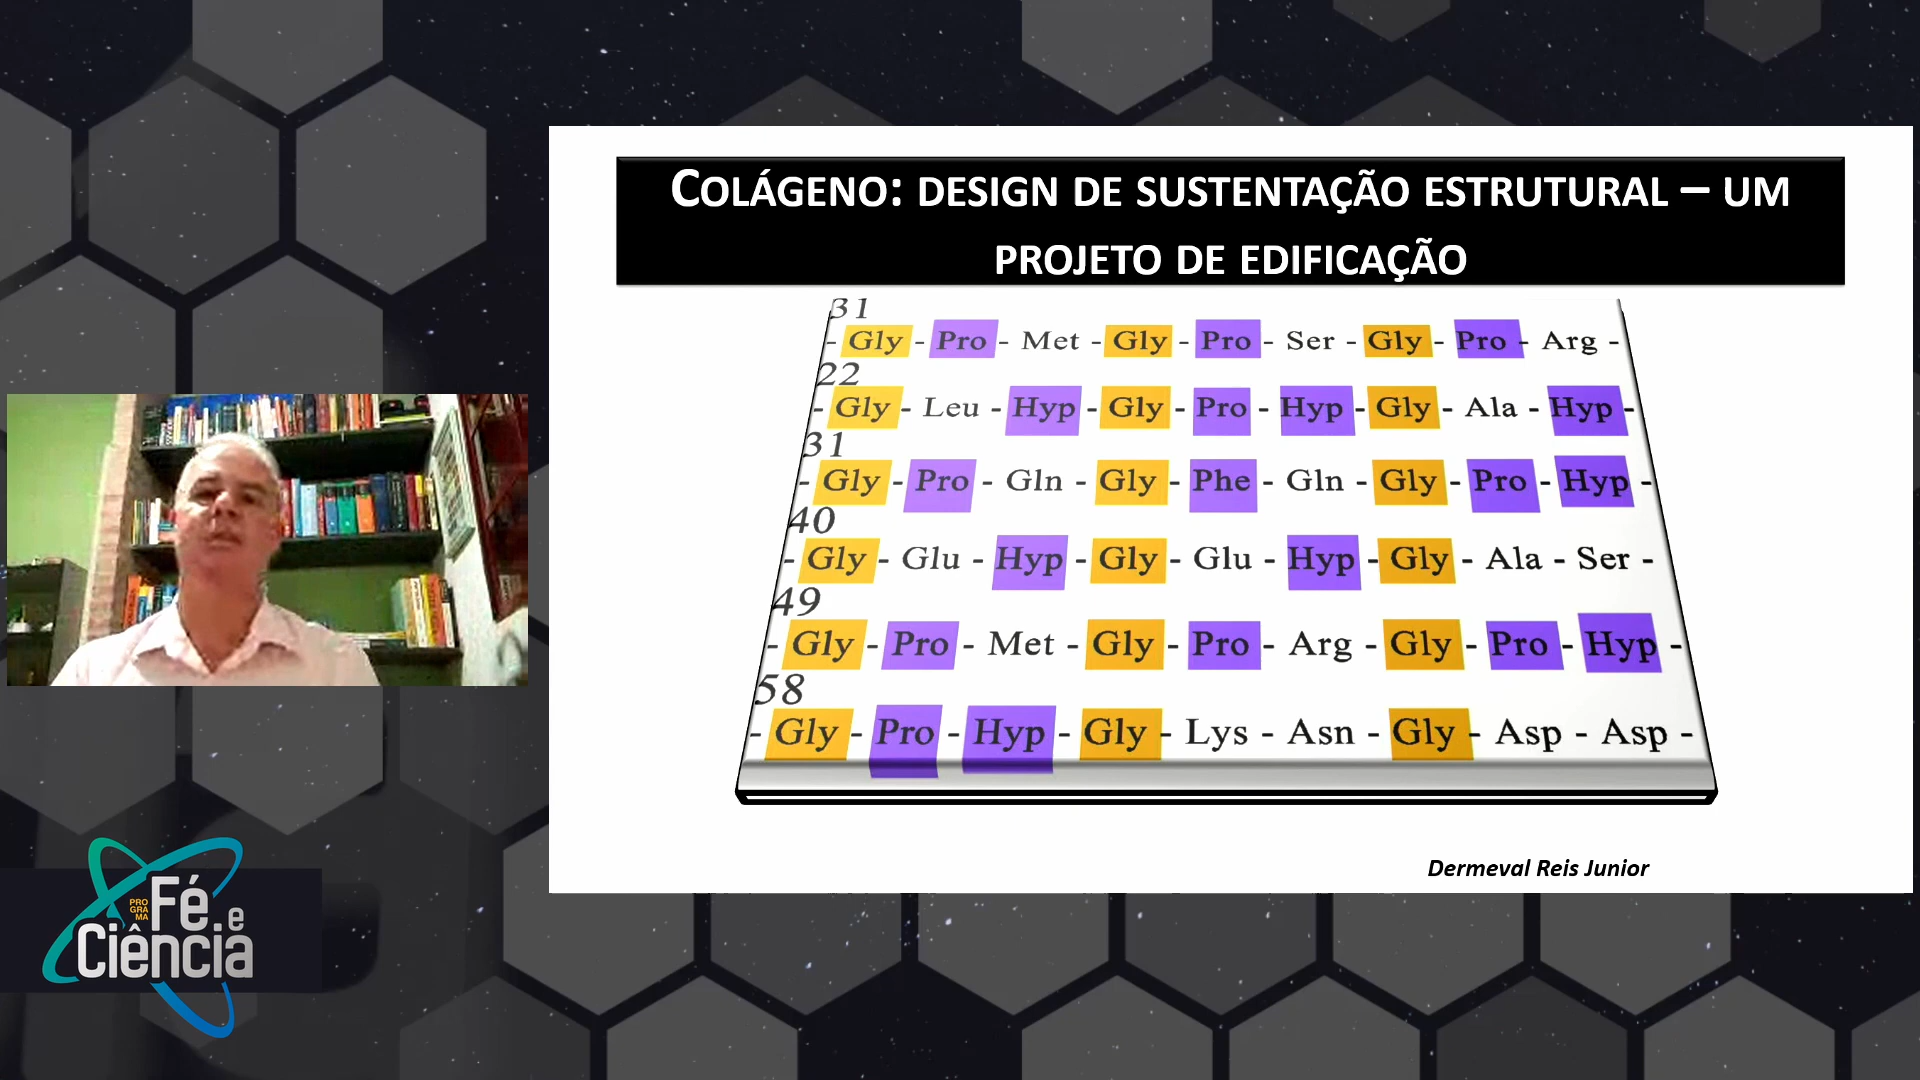 COLÁGENO: DESIGN DE SUSTENTAÇÃO ESTRUTURAL – UM
PROJETO DE EDIFICAÇÃO
31
- Gly - Pro - Met - Gly - Pro - Ser - Gly - Pro - Arg -
22
- Gly - Leu - Hyp - Gly - Pro - Hyp - Gly - Ala - Hyp -
31
- Gly - Pro - Gln - Gly - Phe - Gln - Gly - Pro - Hyp -
40
- Gly - Glu - Hyp - Gly - Glu - Hyp - Gly - Ala - Ser -
49
- Gly - Pro - Met - Gly - Pro - Arg - Gly - Pro - Hyp -
58
- Gly - Pro - Hyp - Gly - Lys - Asn - Gly - Asp - Asp -
Dermeval Reis Junior
PRO
GRA
MA
Fé e
Ciência